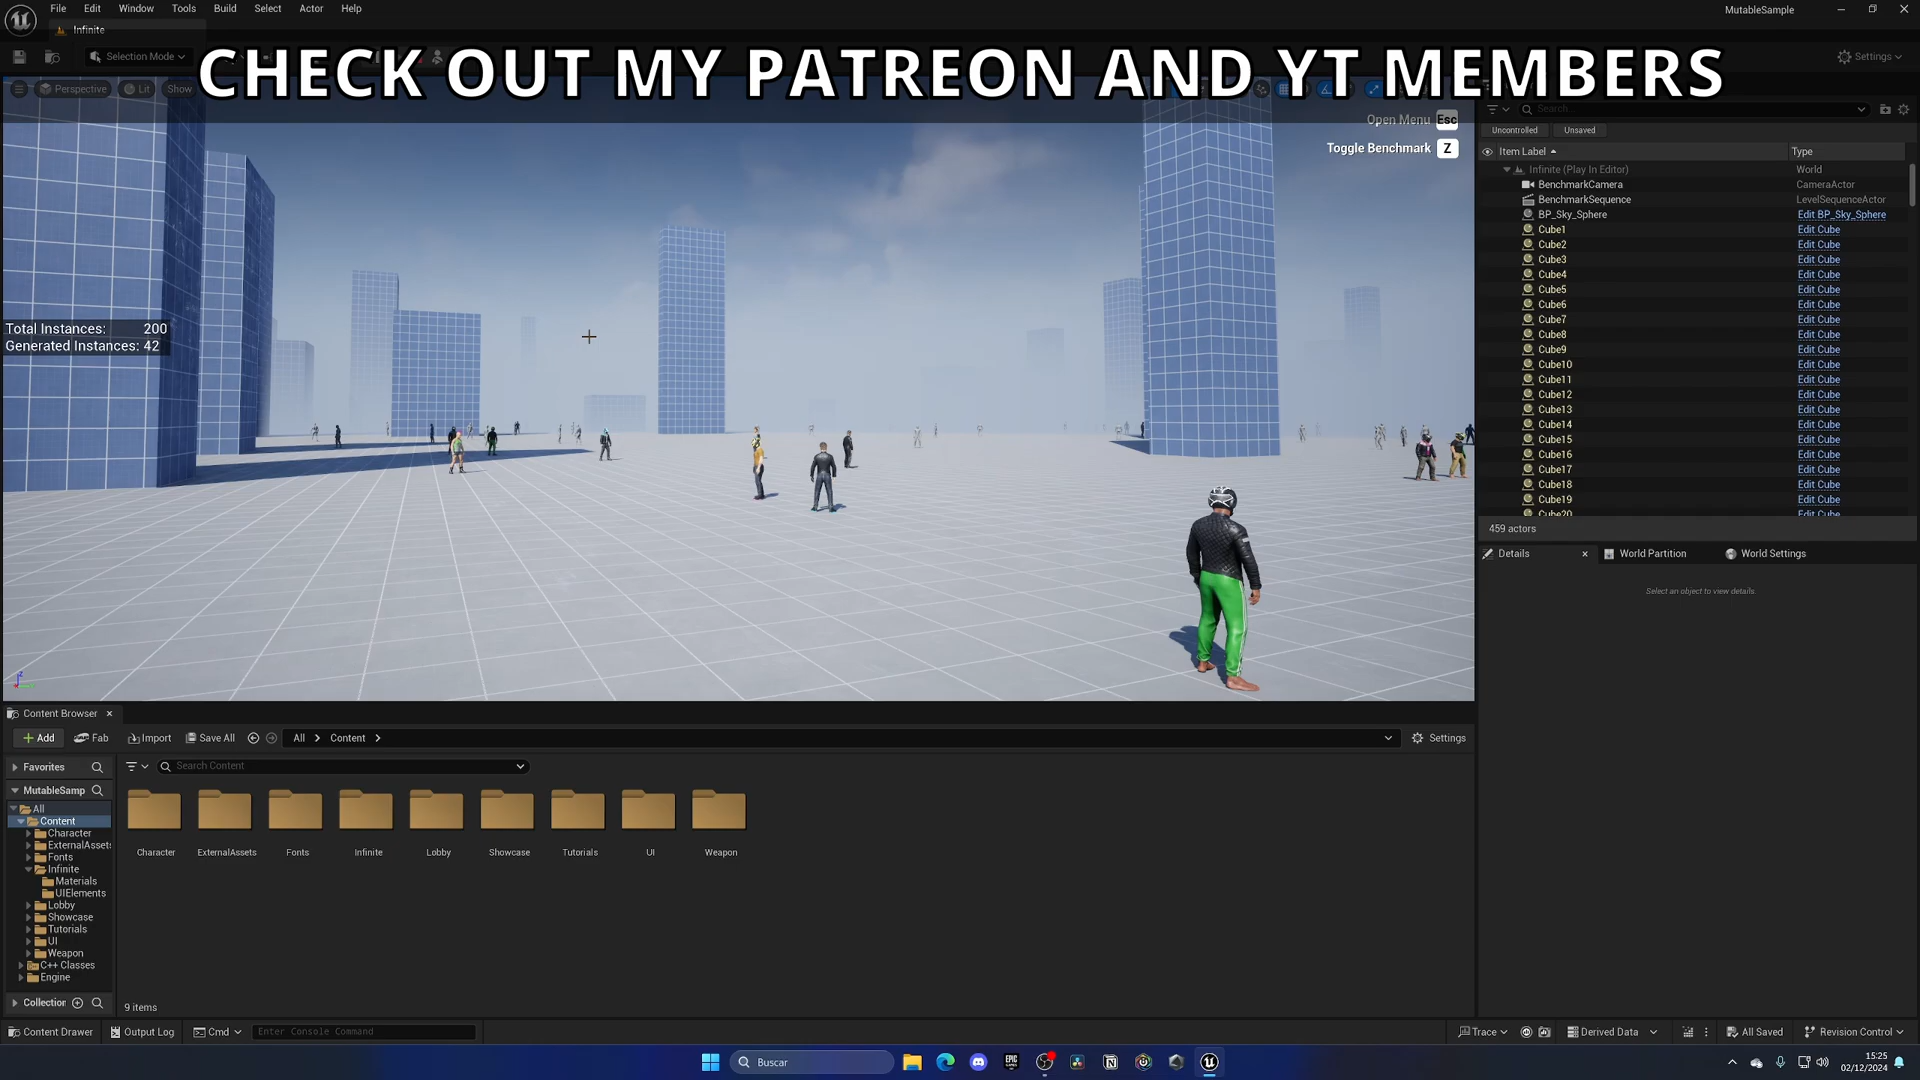 File Edit Window Tools Build Select Actor Help
MutableSample
Infinite
Selection Mode
Settings
CHECK OUT MY PATREON AND YT MEMBERS
Perspective Lit Show
Open Menu Esc
Toggle Benchmark Z
Total Instances: 200
Generated Instances: 42
Search...
Uncontrolled Unsaved
Item Label Type
Infinite (Play In Editor) World
BenchmarkCamera CameraActor
BenchmarkSequence LevelSequenceActor
BP_Sky_Sphere Edit BP_Sky_Sphere
Cube1 Edit Cube
Cube2 Edit Cube
Cube3 Edit Cube
Cube4 Edit Cube
Cube5 Edit Cube
Cube6 Edit Cube
Cube7 Edit Cube
Cube8 Edit Cube
Cube9 Edit Cube
Cube10 Edit Cube
Cube11 Edit Cube
Cube12 Edit Cube
Cube13 Edit Cube
Cube14 Edit Cube
Cube15 Edit Cube
Cube16 Edit Cube
Cube17 Edit Cube
Cube18 Edit Cube
Cube19 Edit Cube
Cube20 Edit Cube
459 actors
Details World Partition World Settings
Select an object to view details
Content Browser
Add Fab Import Save All All Content Settings
Favorites
Search Content
MutableSamp
All
Content
Character
ExternalAssets
Fonts
Infinite
Materials
UIElements
Lobby
Showcase
Tutorials
UI
Weapon
C++ Classes
Engine
Collection
Character ExternalAssets Fonts Infinite Lobby Showcase Tutorials UI Weapon
9 items
Content Drawer Output Log Cmd Enter Console Command
Trace Derived Data All Saved Revision Control
Buscar
EPIC GAMES
15:25
02/12/2024